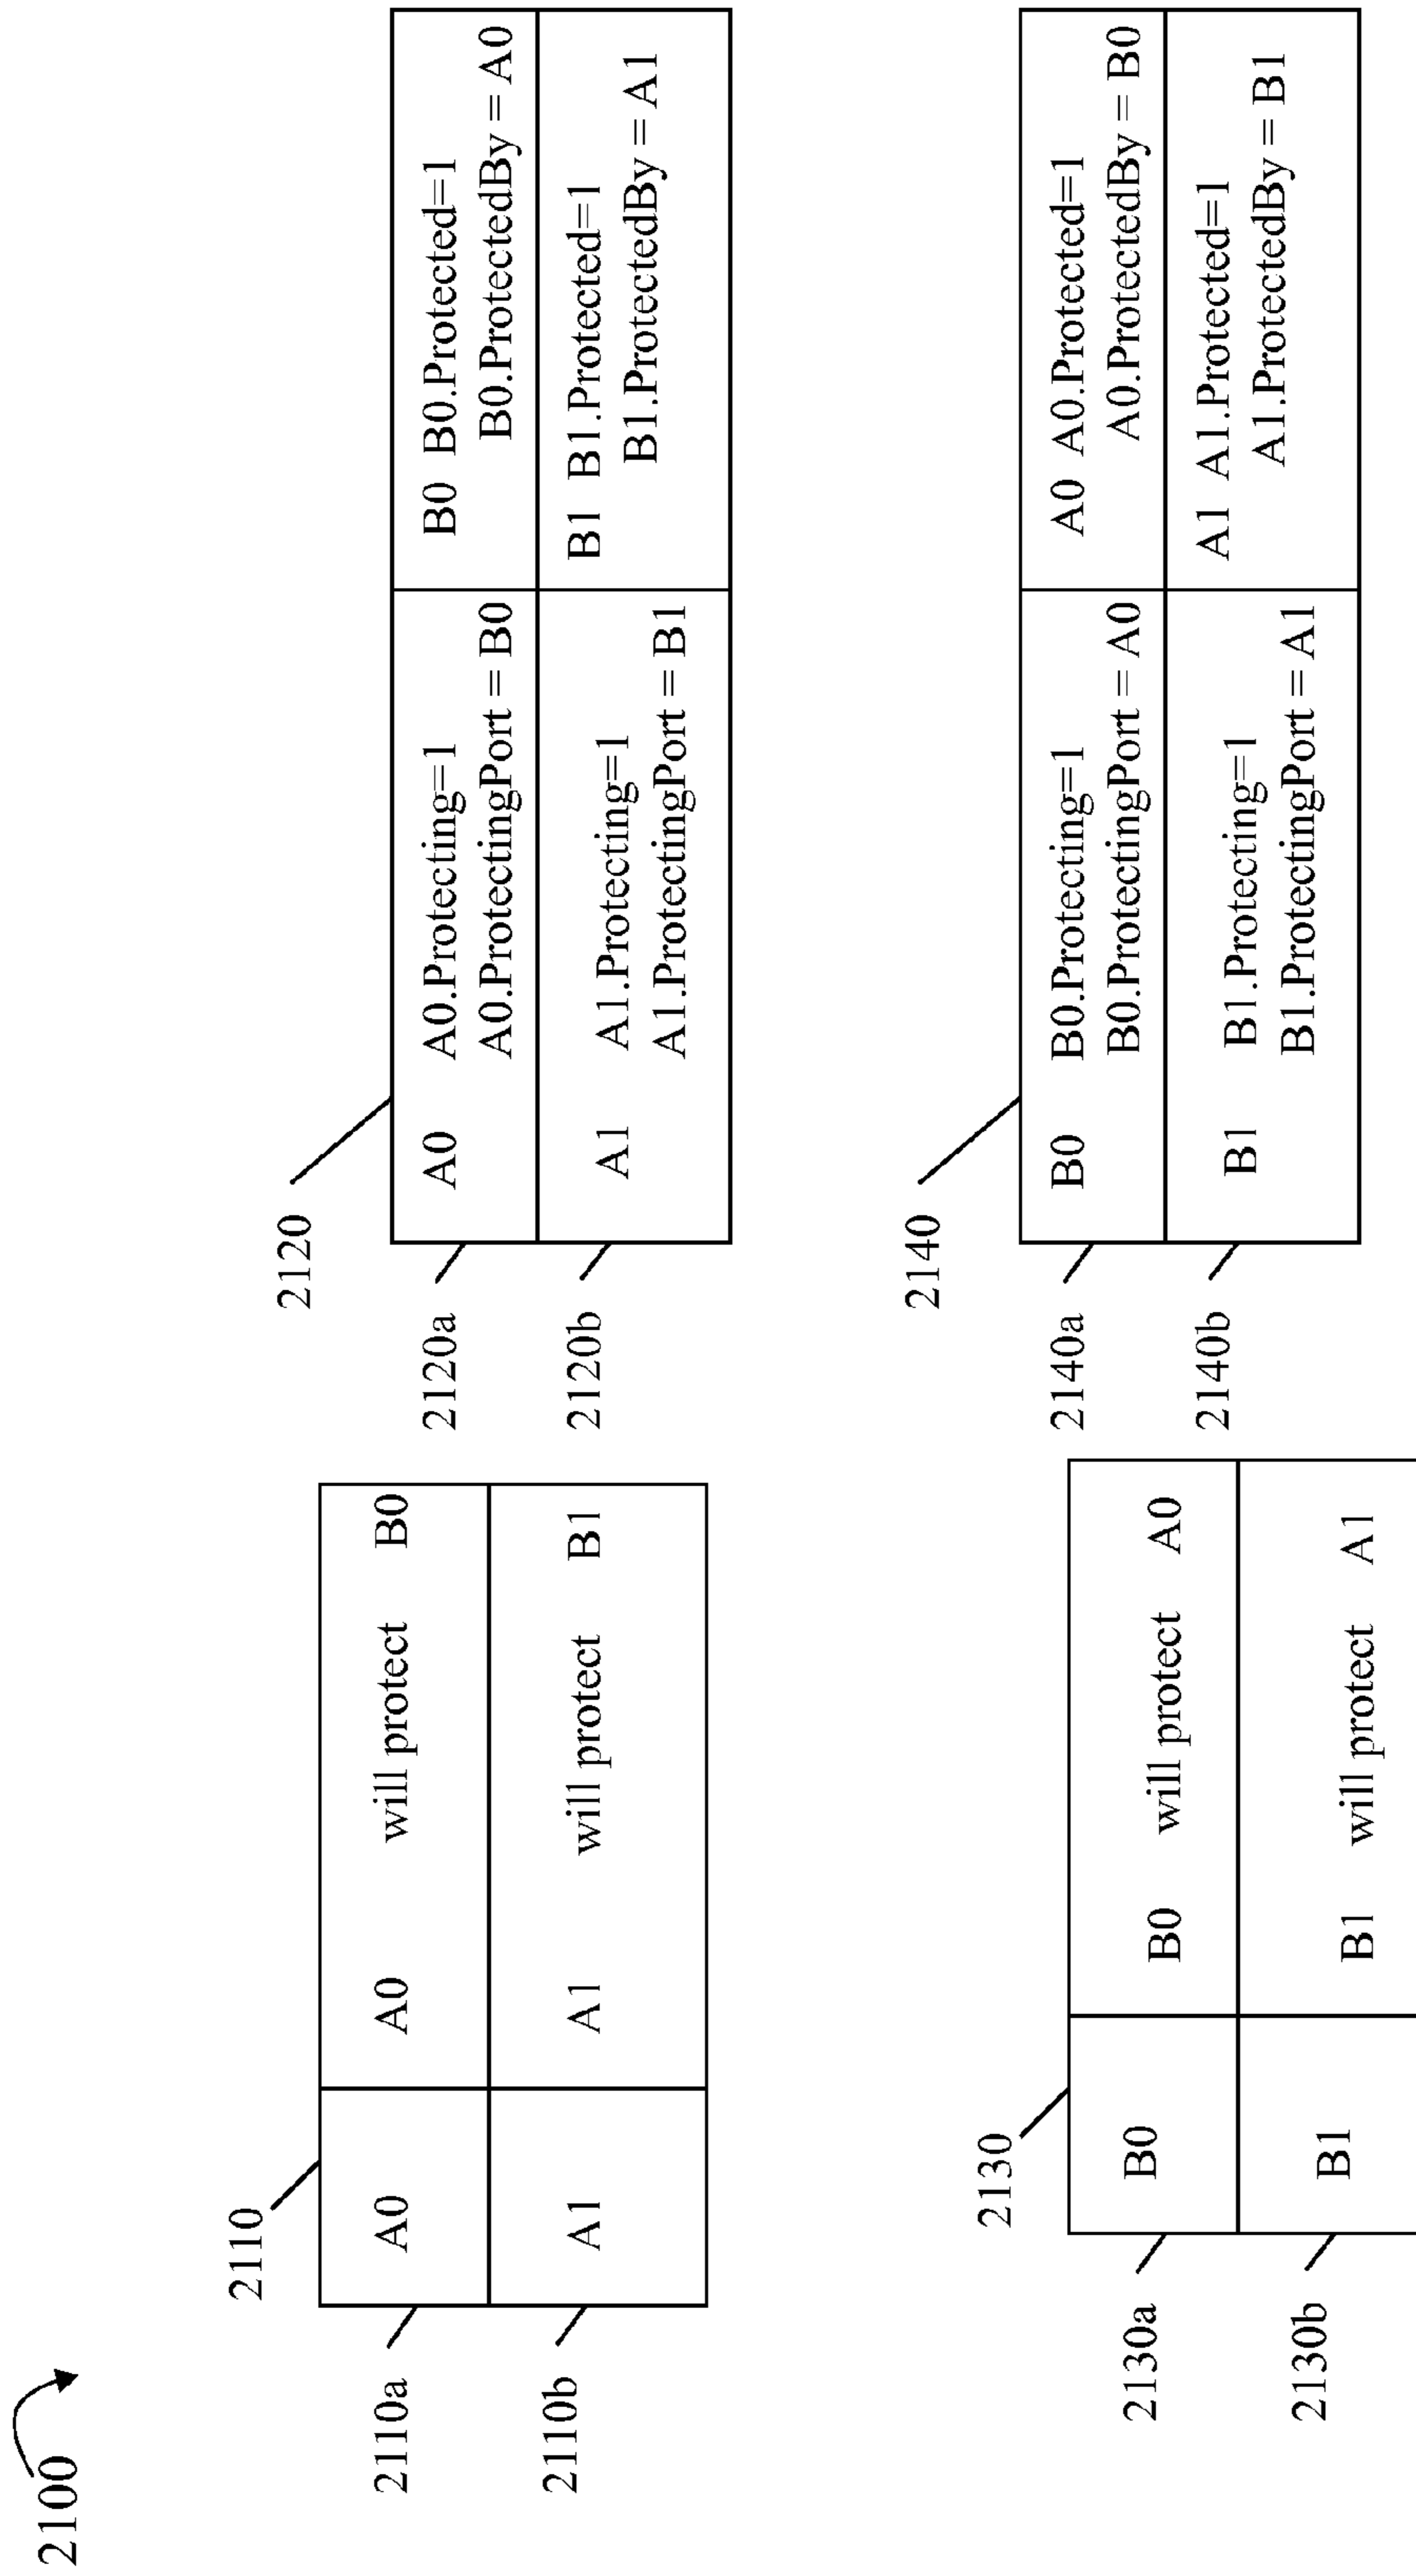 2100
2110
2110a
A0
A0 will protect B0
2110b
A1
A1 will protect B1
2120
2120a
A0 A0.Protecting=1
A0.ProtectingPort = B0
B0 B0.Protected=1
B0.ProtectedBy = A0
2120b
A1 A1.Protecting=1
A1.ProtectingPort = B1
B1 B1.Protected=1
B1.ProtectedBy = A1
2130
2130a
B0
B0 will protect A0
2130b
B1
B1 will protect A1
2140
2140a
B0 B0.Protecting=1
B0.ProtectingPort = A0
A0 A0.Protected=1
A0.ProtectedBy = B0
2140b
B1 B1.Protecting=1
B1.ProtectingPort = A1
A1 A1.Protected=1
A1.ProtectedBy = B1